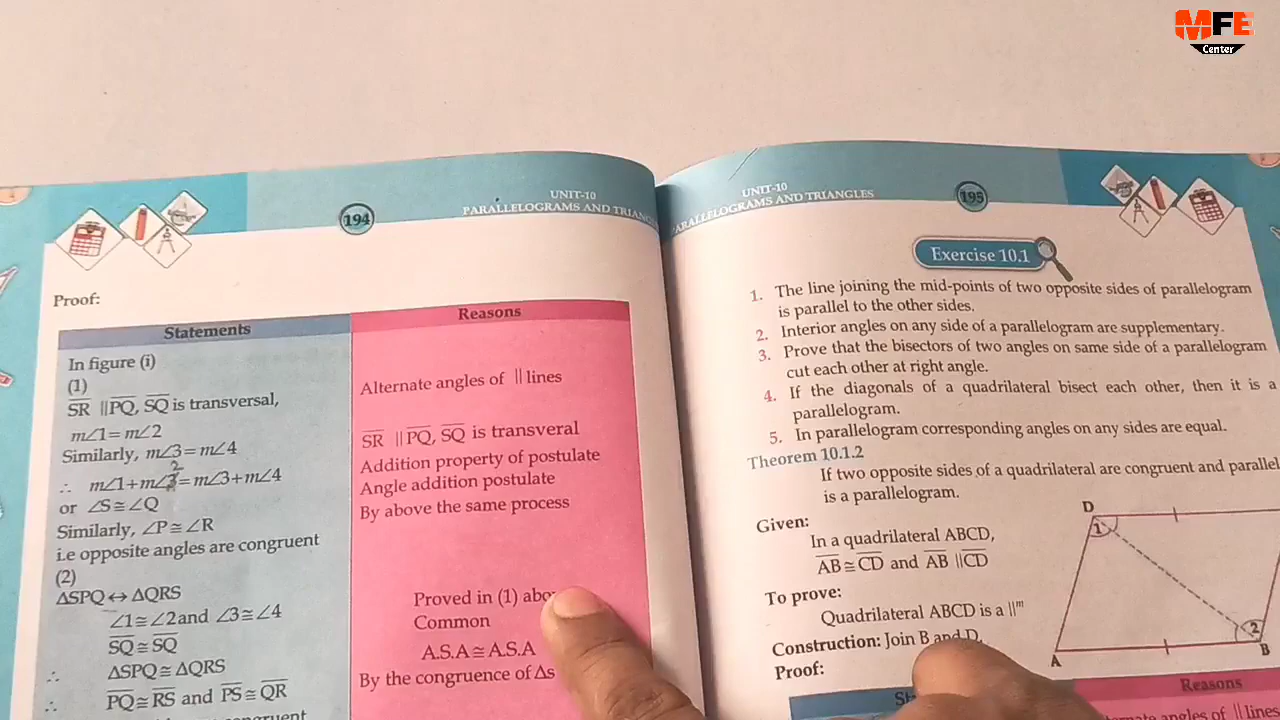 MFE
Center
UNIT-10
194
PARALLELOGRAMS AND
Proof:
Statements
Reasons
In figure (i)
(1)
Alternate angles of || lines
SR || PQ, SQ is transversal,
m∠1=m∠2
SR || PQ, SQ is transveral
Similarly, m∠3=m∠4
Addition property of postulate
∴ m∠1+m∠3=m∠3+m∠4
2
Angle addition postulate
or ∠S≅∠Q
By above the same process
Similarly, ∠P≅∠R
i.e opposite angles are congruent
(2)
ΔSPQ↔ΔQRS
Proved in (1)
∠1≅∠2 and ∠3≅∠4
Common
SQ≅SQ
A.S.A≅A.S.A
∴ ΔSPQ≅ΔQRS
By the congruence of Δs
∴ PQ≅RS and PS≅QR
UNIT-10
195
PARALLELOGRAMS AND TRIANGLES
Exercise 10.1
1. The line joining the mid-points of two opposite sides of parallelogram
is parallel to the other sides.
2. Interior angles on any side of a parallelogram are supplementary.
3. Prove that the bisectors of two angles on same side of a parallelogram
cut each other at right angle.
4. If the diagonals of a quadrilateral bisect each other, then it is a
parallelogram.
5. In parallelogram corresponding angles on any sides are equal.
Theorem 10.1.2
If two opposite sides of a quadrilateral are congruent and
is a parallelogram.
Given:
In a quadrilateral ABCD,
AB≅CD and AB ||CD
To prove:
Quadrilateral ABCD is a ||m
Construction: Join B and D.
Proof:
D
1
2
A
B
Reasons
angles of || lines